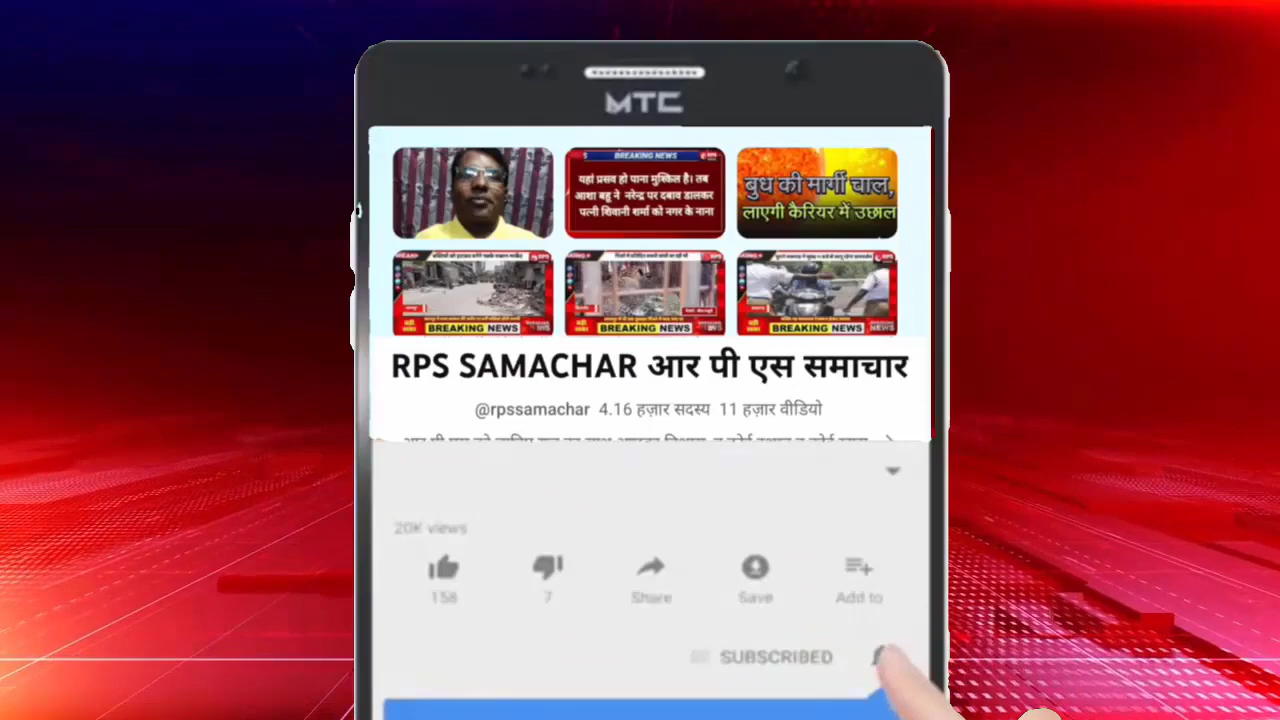 MTC
BREAKING NEWS
यहां प्रसव हो पाना मुश्किल है। तब
आशा बहू ने नरेन्द्र पर दबाव डालकर
पत्नी शिवानी शर्मा को नगर के नाना
बुध की मार्गी चाल,
लाएगी कैरियर में उछाल
BREAKING NEWS
BREAKING NEWS
BREAKING NEWS
RPS SAMACHAR आर पी एस समाचार
@rpssamachar 4.16 हज़ार सदस्य 11 हज़ार वीडियो
20K views
158 7 Share Save Add to
SUBSCRIBED